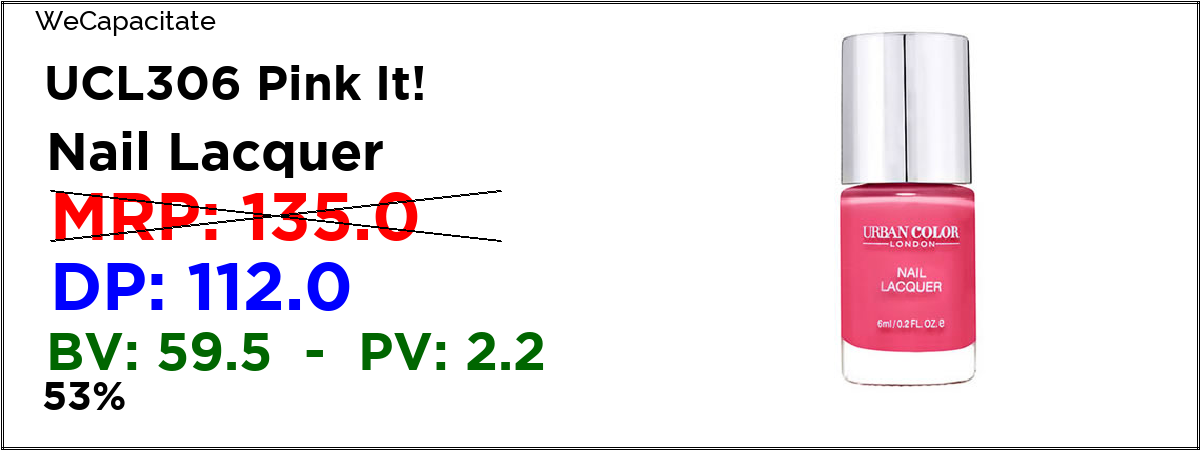 WeCapacitate
UCL306 Pink It!
Nail Lacquer
MRP: 135.0
DP: 112.0
BV: 59.5 - PV: 2.2
53%
URBAN COLOR
LONDON
NAIL
LACQUER
6ml/0.2 FL. OZ. e